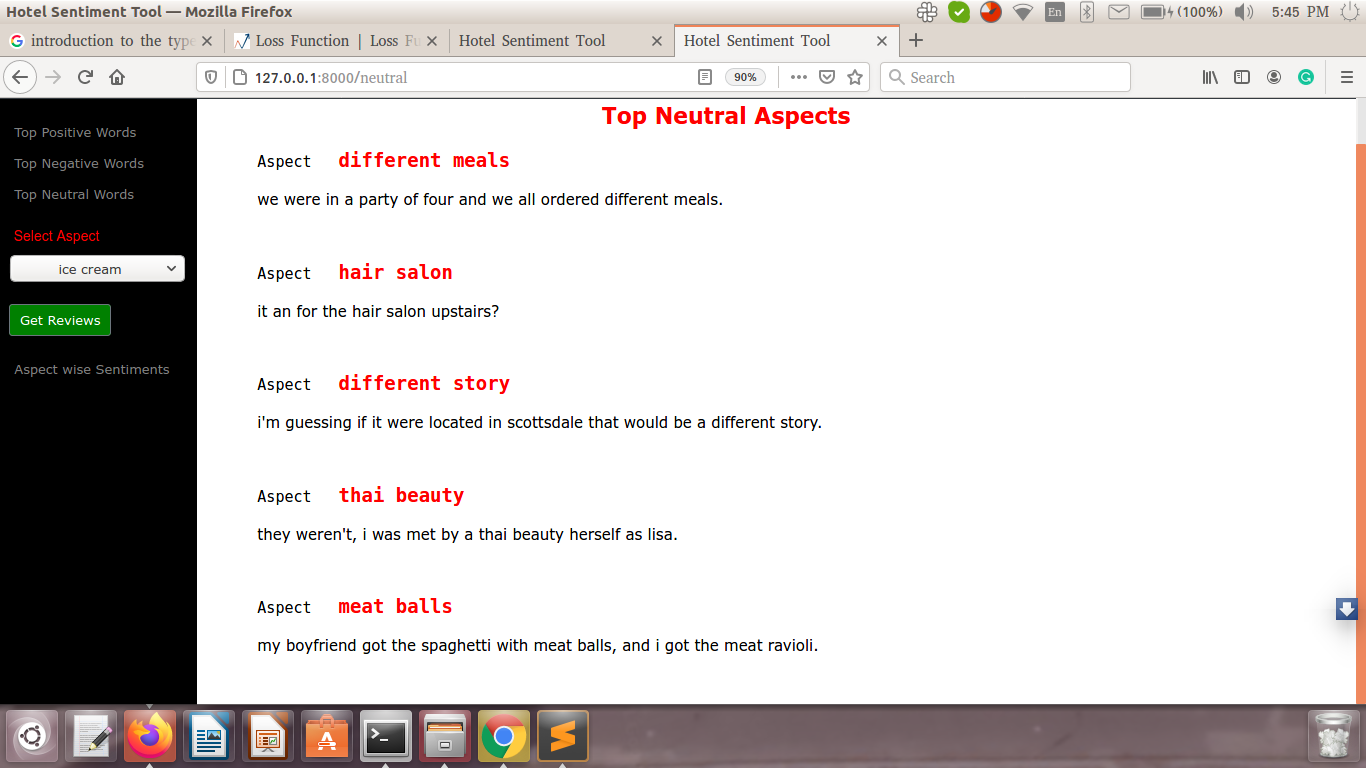 Hotel Sentiment Tool — Mozilla Firefox
En
(100%)
5:45 PM
introduction to the type
Loss Function | Loss Fu
Hotel Sentiment Tool
Hotel Sentiment Tool
127.0.0.1:8000/neutral
90%
Search
Top Positive Words
Top Negative Words
Top Neutral Words
Select Aspect
ice cream
Get Reviews
Aspect wise Sentiments
Top Neutral Aspects
Aspect different meals
we were in a party of four and we all ordered different meals.
Aspect hair salon
it an for the hair salon upstairs?
Aspect different story
i'm guessing if it were located in scottsdale that would be a different story.
Aspect thai beauty
they weren't, i was met by a thai beauty herself as lisa.
Aspect meat balls
my boyfriend got the spaghetti with meat balls, and i got the meat ravioli.